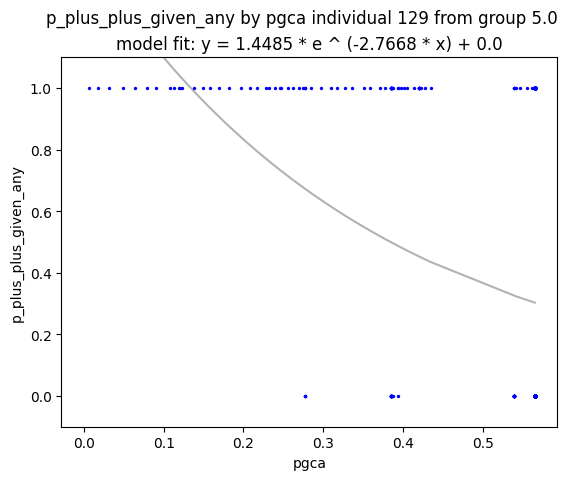 p_plus_plus_given_any by pgca individual 129 from group 5.0
model fit: y = 1.4485 * e ^ (-2.7668 * x) + 0.0
1.0
0.8
0.6
0.4
0.2
0.0
p_plus_plus_given_any
0.0 0.1 0.2 0.3 0.4 0.5
pgca